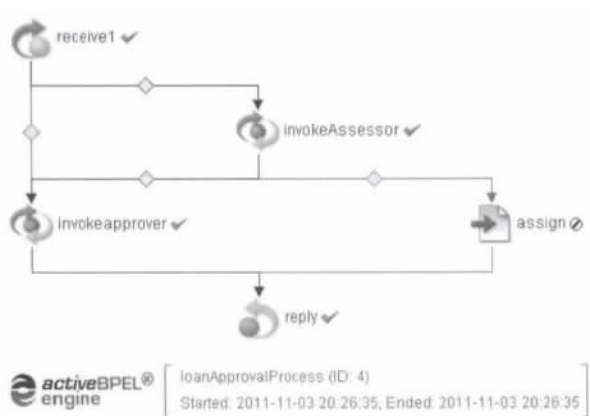 receive1
invokeAssessor
invokeapprover
assign
reply
activeBPEL®
engine
loanApprovalProcess (ID: 4)
Started: 2011-11-03 20:26:35, Ended: 2011-11-03 20:26:35